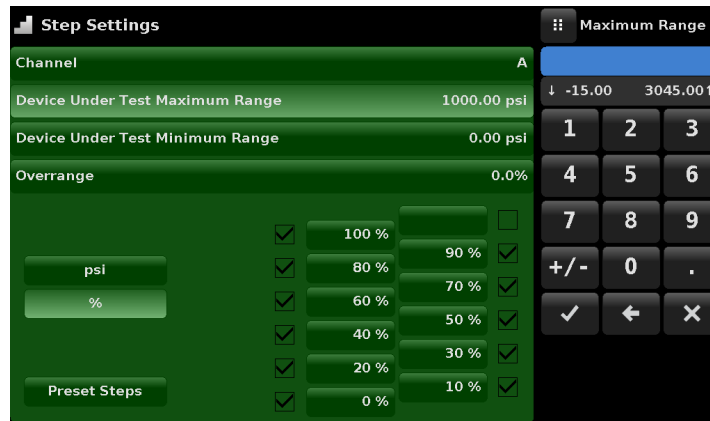 Step Settings
Maximum Range
Channel A
Device Under Test Maximum Range 1000.00 psi
↓ -15.00 3045.00↑
Device Under Test Minimum Range 0.00 psi
Overrange 0.0%
1 2 3
4 5 6
7 8 9
+/- 0 .
✓ ← ✕
100 %
90 %
psi
80 %
70 %
%
60 %
50 %
40 %
30 %
20 %
10 %
Preset Steps
0 %